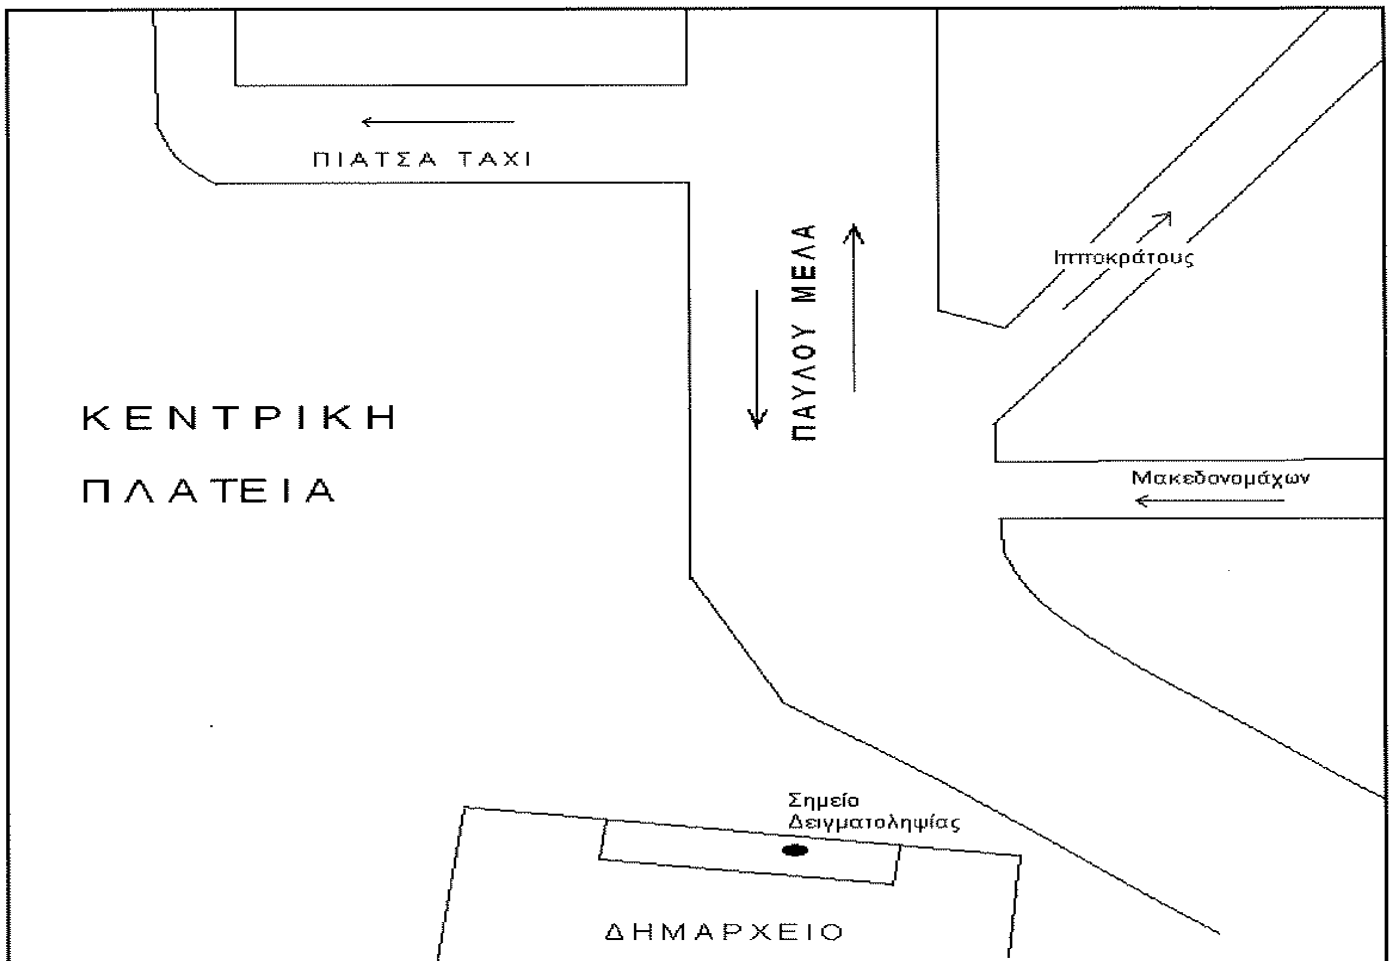 ΠΙΑΤΣΑ ΤΑΧΙ
ΠΑΥΛΟΥ ΜΕΛΑ
Ιπποκράτους
ΚΕΝΤΡΙΚΗ
ΠΛΑΤΕΙΑ
Μακεδονομάχων
Σημείο
Δειγματοληψίας
ΔΗΜΑΡΧΕΙΟ